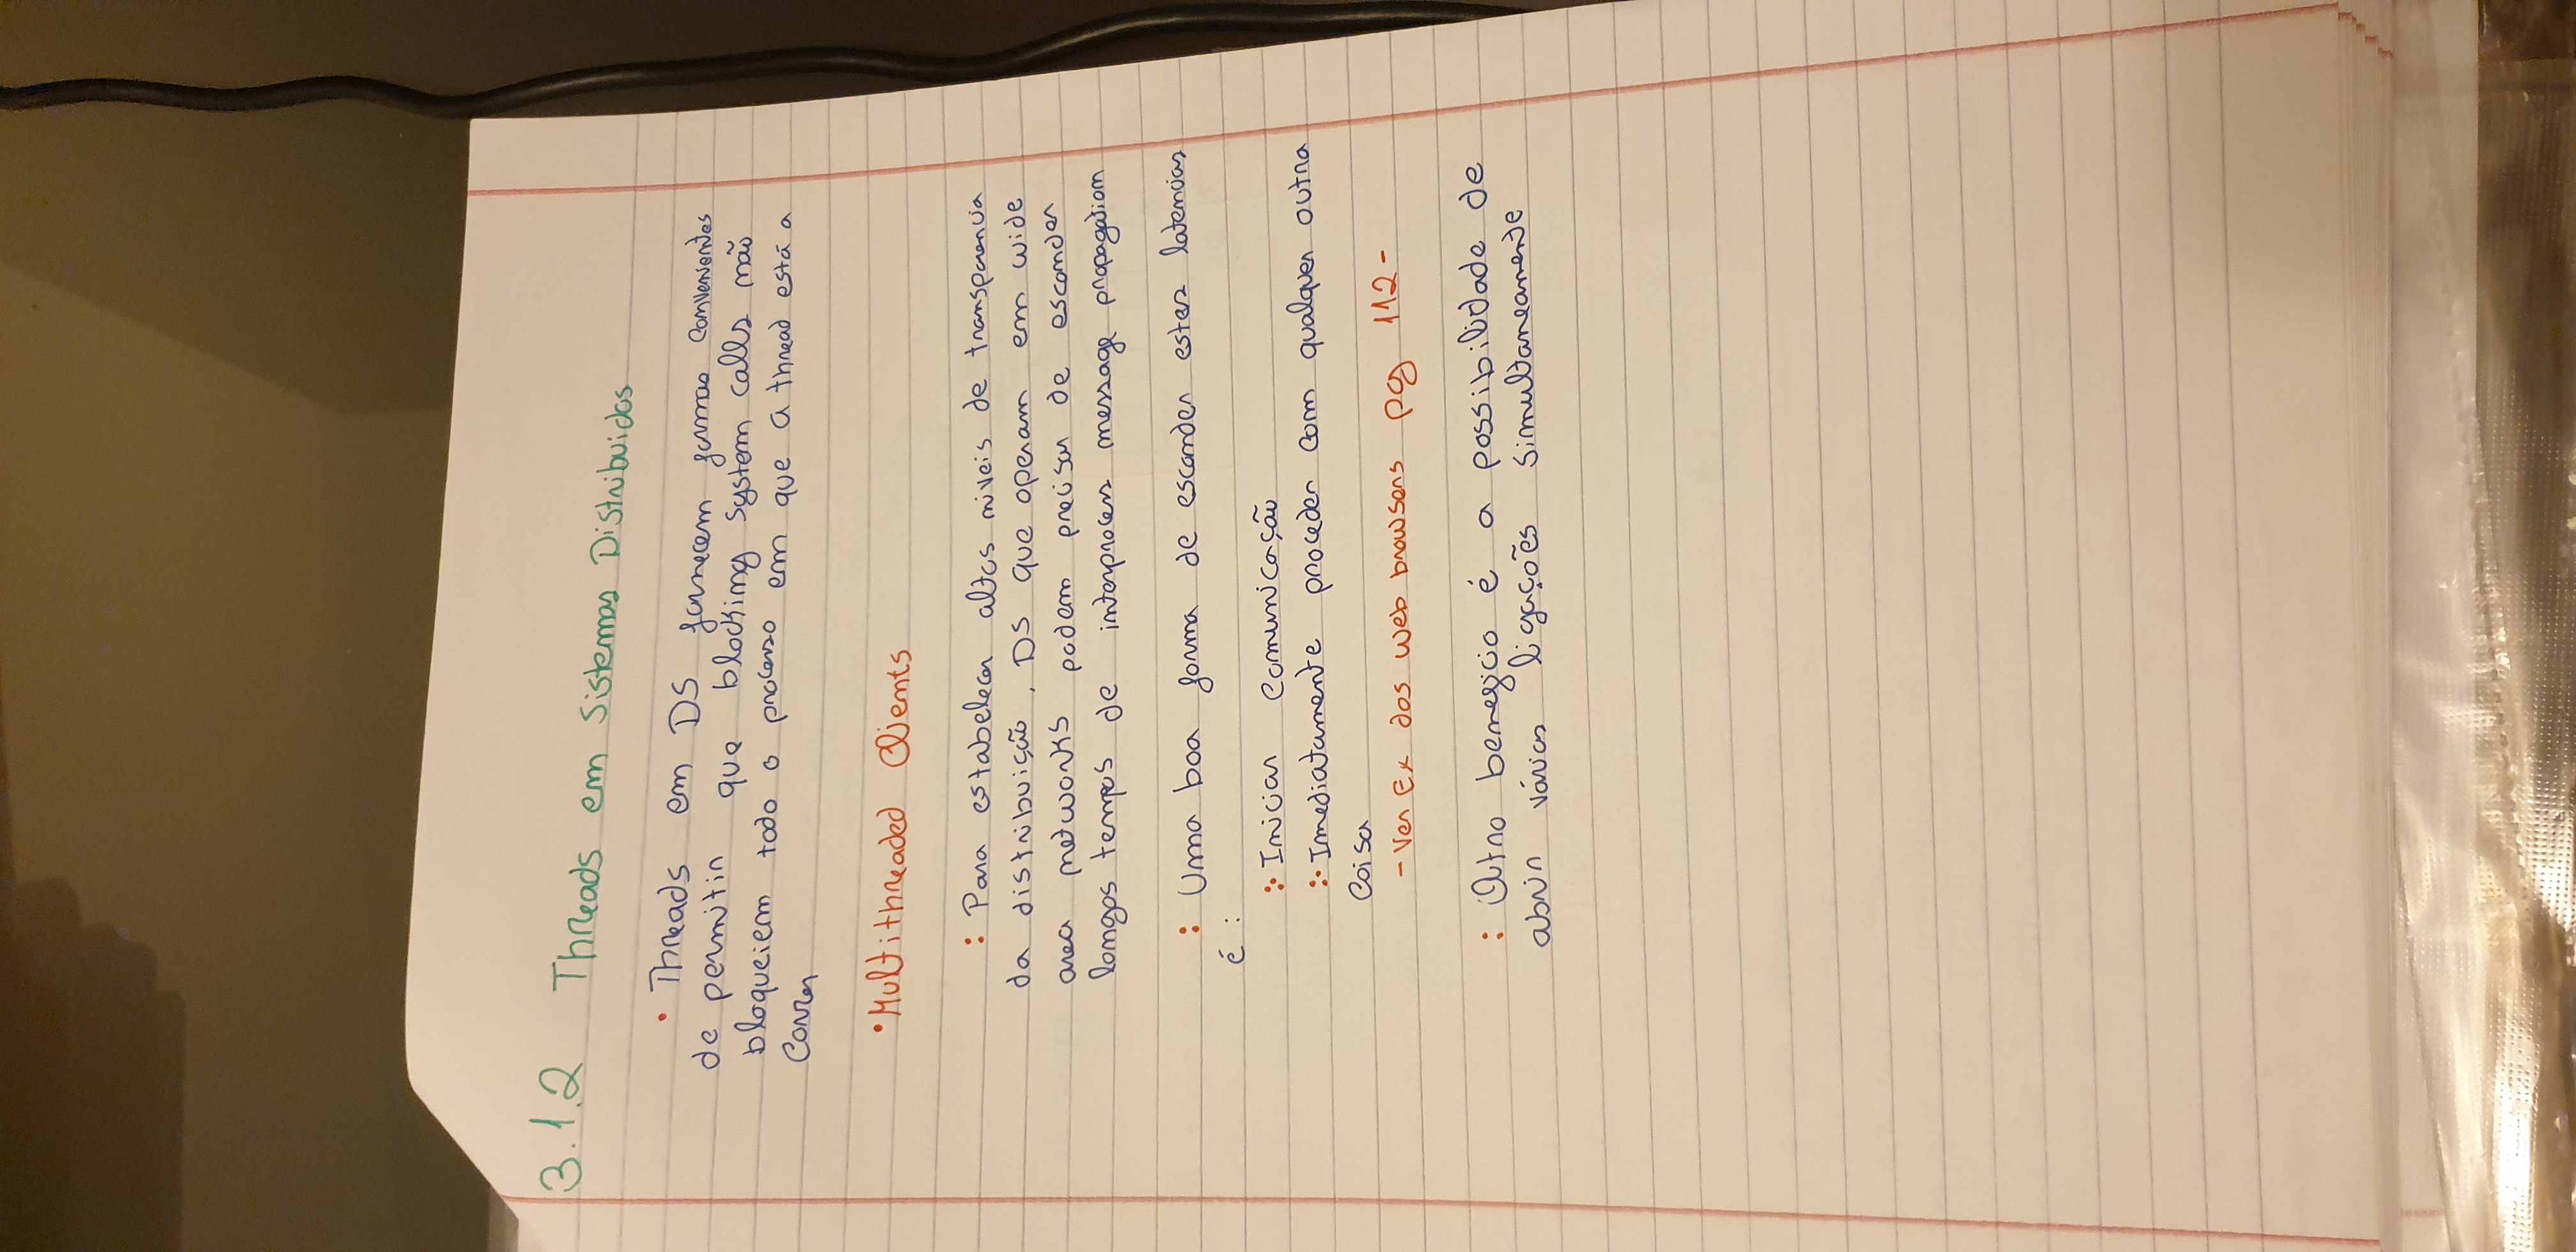 3.1.2 Threads em Sistemas Distribuidos
• Threads em DS fornecem formas convenientes
de permitir que blocking system calls não
bloqueiem todo o processo em que a thread está a
correr
• Multithreaded Clients
: Para estabelecer altos niveis de transparencia
da distribuição, DS que operam em wide
area networks podem precisar de esconder
longos tempos de interprocess message propagation
: Uma boa forma de esconder estes latencias
é :
:· Iniciar comunicação
:· Imediatamente proceder com qualquer outra
coisa
- Ver Ex dos web browsers pg 112 -
: Outro beneficio é a possibilidade de
abrir várias ligações simultaneamente